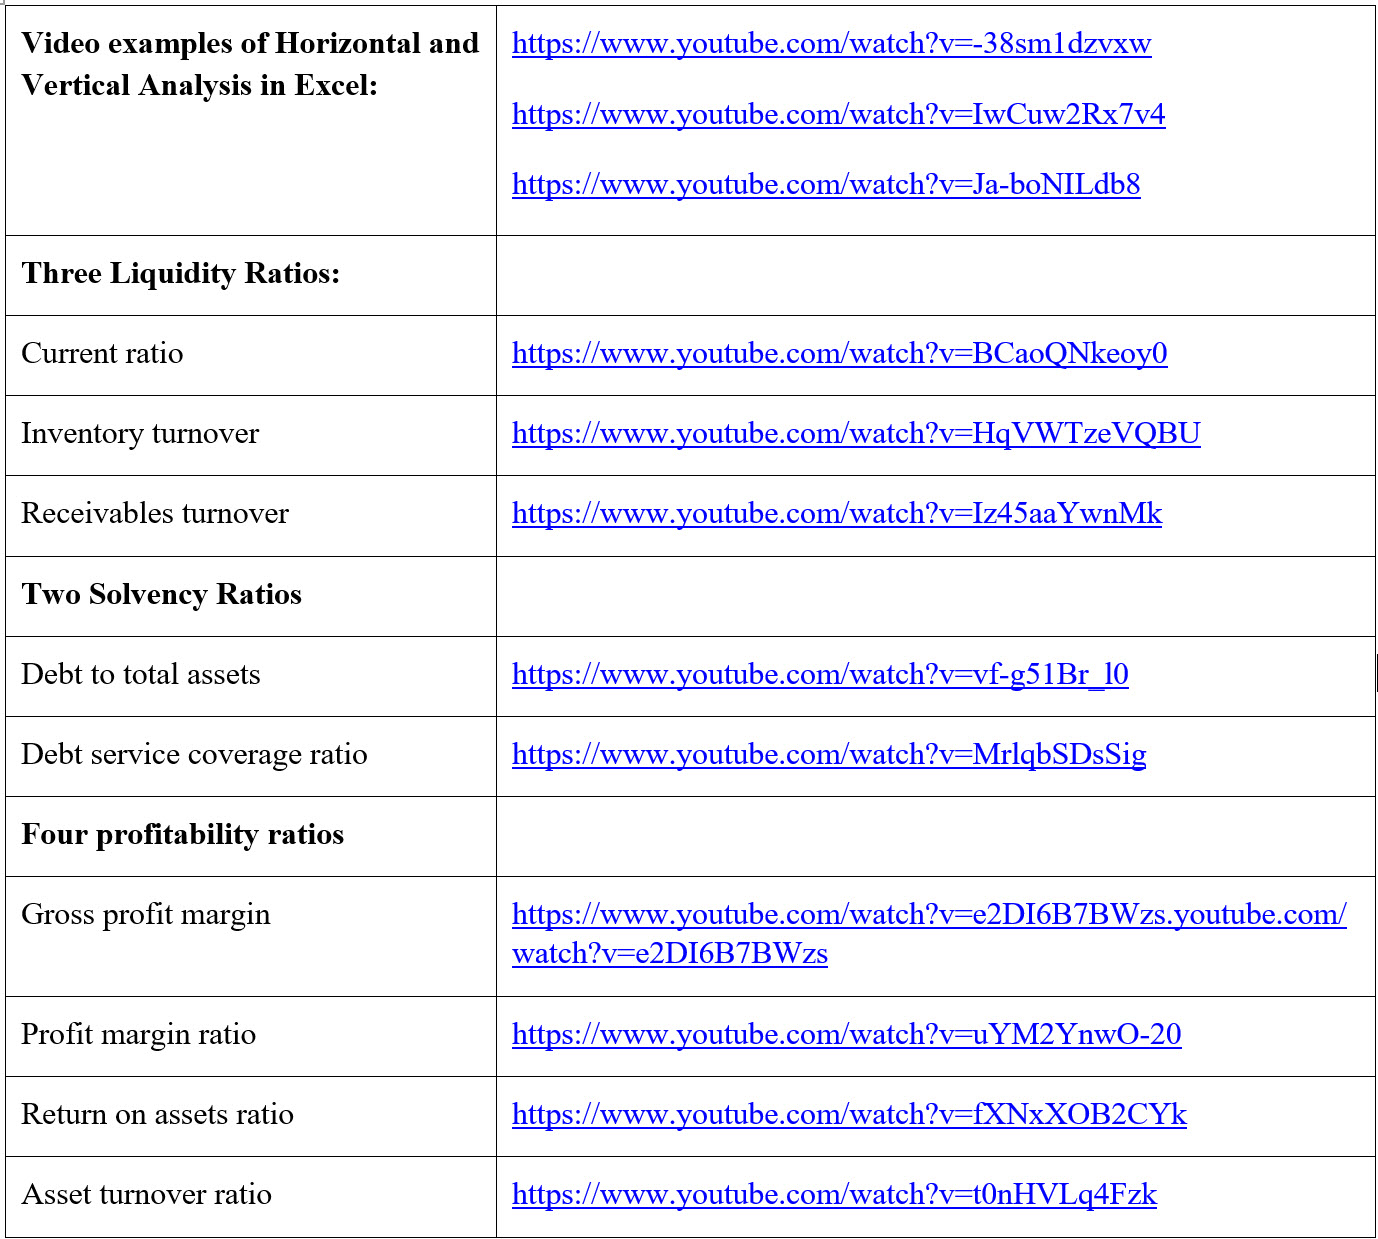 Video examples of Horizontal and
Vertical Analysis in Excel:
https://www.youtube.com/watch?v=-38sm1dzvxw
https://www.youtube.com/watch?v=IwCuw2Rx7v4
https://www.youtube.com/watch?v=Ja-boNILdb8
Three Liquidity Ratios:
Current ratio
https://www.youtube.com/watch?v=BCaoQNkeoy0
Inventory turnover
https://www.youtube.com/watch?v=HqVWTzeVQBU
Receivables turnover
https://www.youtube.com/watch?v=Iz45aaYwnMk
Two Solvency Ratios
Debt to total assets
https://www.youtube.com/watch?v=vf-g51Br_l0
Debt service coverage ratio
https://www.youtube.com/watch?v=MrlqbSDsSig
Four profitability ratios
Gross profit margin
https://www.youtube.com/watch?v=e2DI6B7BWzs.youtube.com/
watch?v=e2DI6B7BWzs
Profit margin ratio
https://www.youtube.com/watch?v=uYM2YnwO-20
Return on assets ratio
https://www.youtube.com/watch?v=fXNxXOB2CYk
Asset turnover ratio
https://www.youtube.com/watch?v=t0nHVLq4Fzk